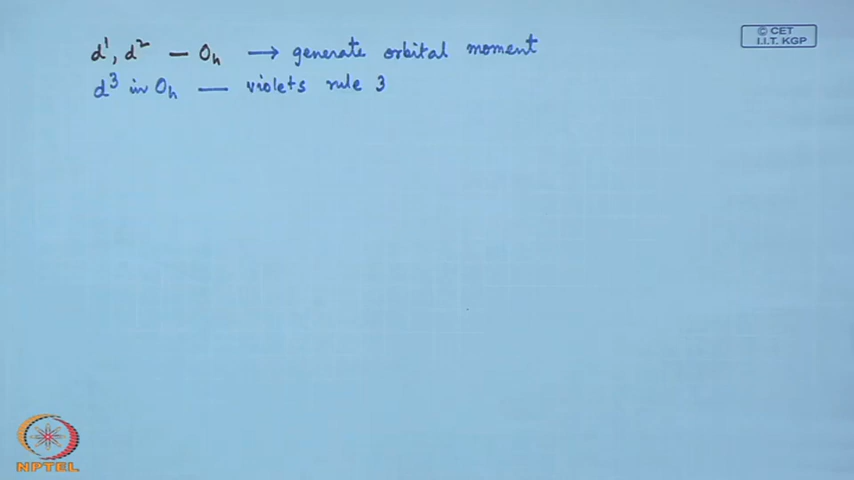 d¹, d² — Oₕ → generate orbital moment
d³ in Oₕ — violets rule 3
© CET
I.I.T. KGP
NPTEL